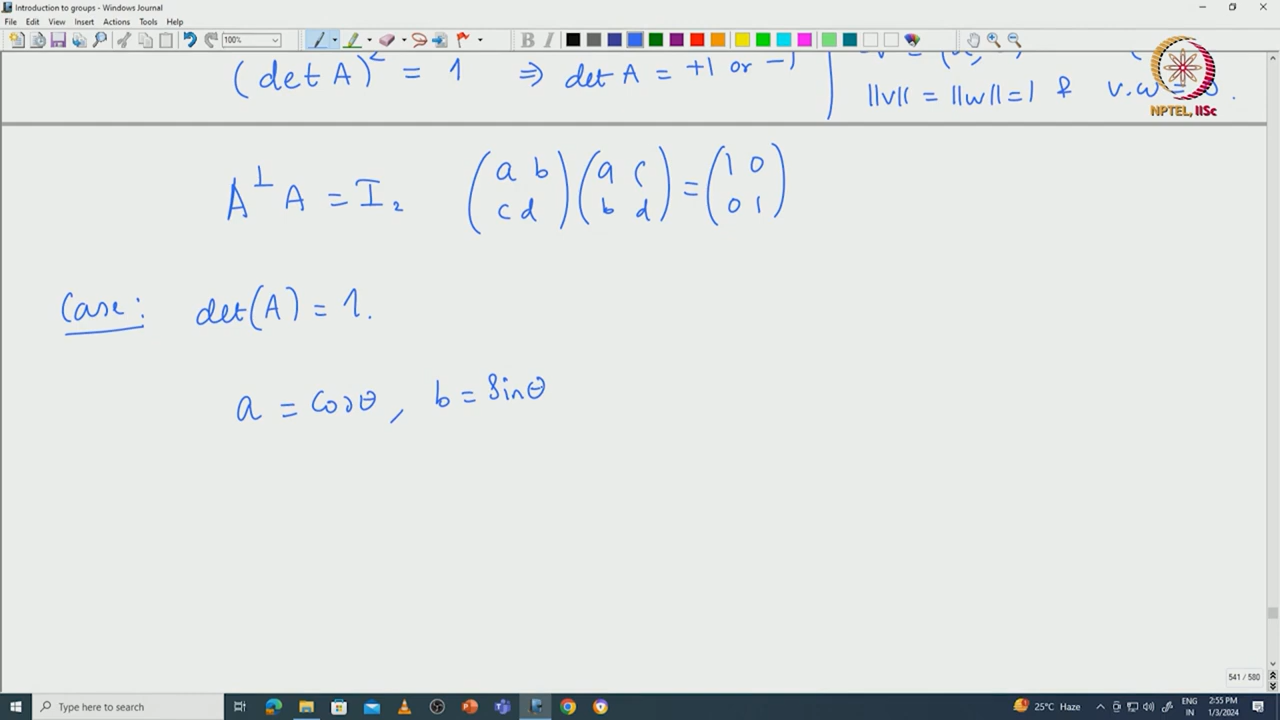 Introduction to groups - Windows Journal
File Edit View Insert Actions Tools Help
100%
B I
(det A)² = 1 ⇒ det A = +1 or -1
||v|| = ||w|| = 1 & v.w = 0.
NPTEL, IISc
A^⊥ A = I₂ (a b / c d) (a c / b d) = (1 0 / 0 1)
Case: det(A) = 1.
a = Cosθ, b = Sinθ
541 / 580
Type here to search
25°C Haze
ENG
IN
2:55 PM
1/3/2024